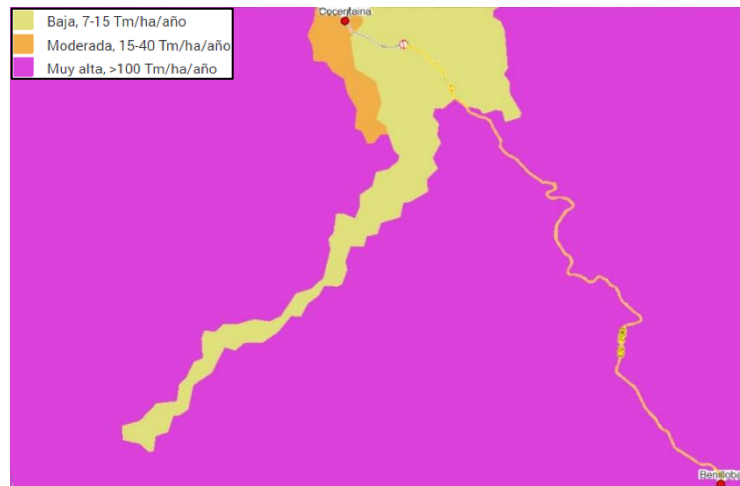 Baja, 7-15 Tm/ha/año
Moderada, 15-40 Tm/ha/año
Muy alta, >100 Tm/ha/año
Cocentaina
Benilloba